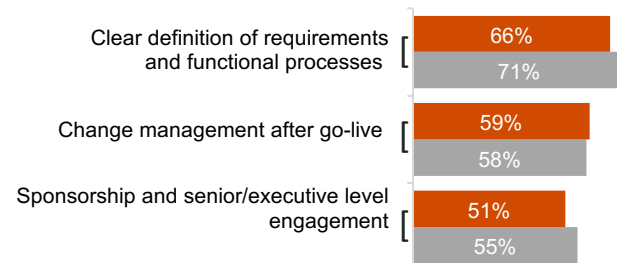 Clear definition of requirements
and functional processes
66%
71%
Change management after go-live
59%
58%
Sponsorship and senior/executive level
engagement
51%
55%